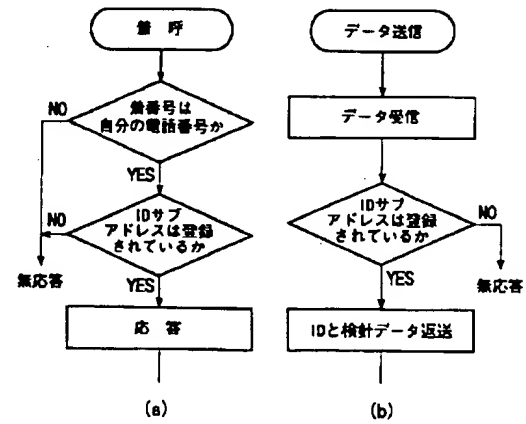 着 呼
着番号は
自分の電話番号か
NO
YES
IDサブ
アドレスは登録
されているか
NO
無応答
YES
応 答
(a)
データ送信
データ受信
IDサブ
アドレスは登録
されているか
NO
無応答
YES
IDと検針データ返送
(b)